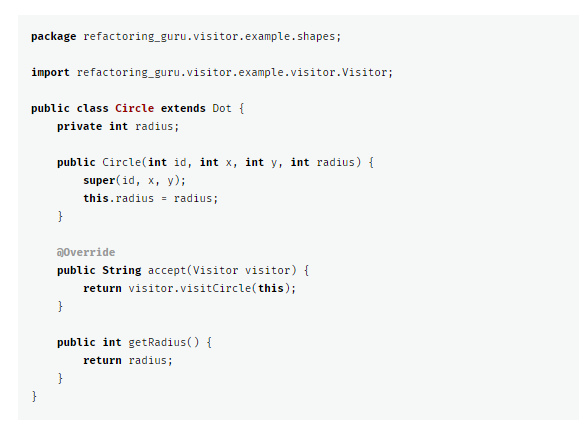 package refactoring_guru.visitor.example.shapes;
import refactoring_guru.visitor.example.visitor.Visitor;
public class Circle extends Dot {
private int radius;
public Circle(int id, int x, int y, int radius) {
super(id, x, y);
this.radius = radius;
}
@Override
public String accept(Visitor visitor) {
return visitor.visitCircle(this);
}
public int getRadius() {
return radius;
}
}